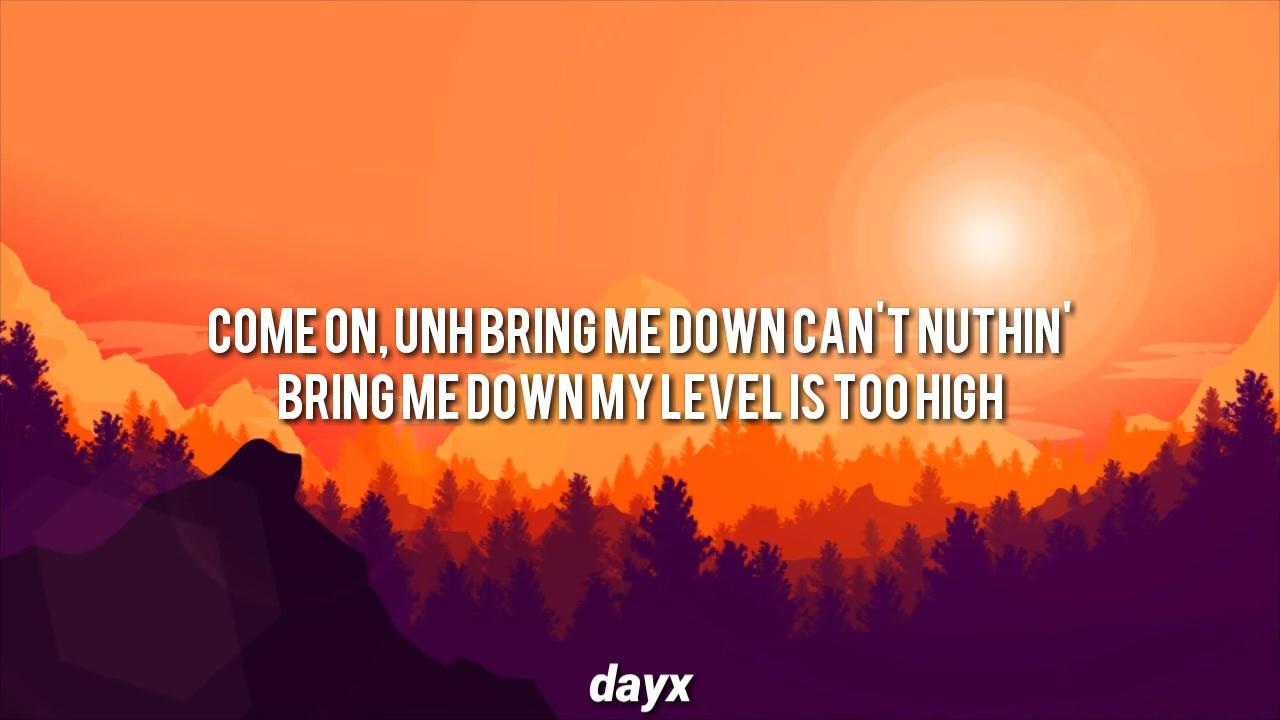 COME ON, UNH BRING ME DOWN CAN'T NUTHIN'
BRING ME DOWN MY LEVEL IS TOO HIGH
dayx